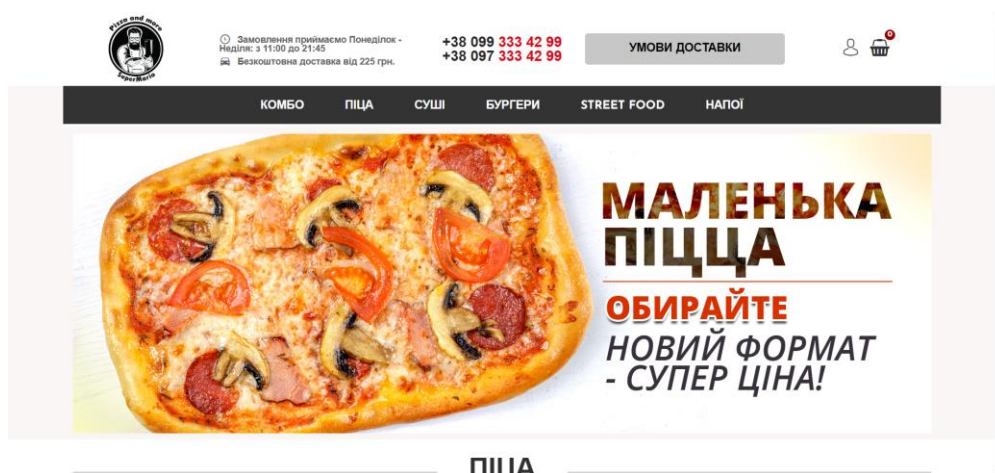 Pizza and more
SuperMario
Замовлення приймаємо Понеділок -
Неділя: з 11:00 до 21:45
Безкоштовна доставка від 225 грн.
+38 099 333 42 99
+38 097 333 42 99
УМОВИ ДОСТАВКИ
0
КОМБО ПІЦА СУШІ БУРГЕРИ STREET FOOD НАПОЇ
МАЛЕНЬКА
ПІЦЦА
ОБИРАЙТЕ
НОВИЙ ФОРМАТ
- СУПЕР ЦІНА!
ПІЦА